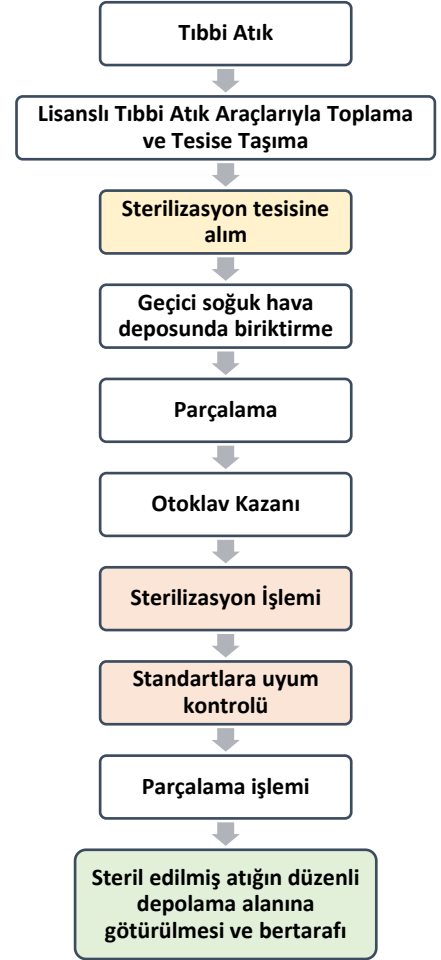 Tıbbi Atık
Lisanslı Tıbbi Atık Araçlarıyla Toplama
ve Tesise Taşıma
Sterilizasyon tesisine
alım
Geçici soğuk hava
deposunda biriktirme
Parçalama
Otoklav Kazanı
Sterilizasyon İşlemi
Standartlara uyum
kontrolü
Parçalama işlemi
Steril edilmiş atığın düzenli
depolama alanına
götürülmesi ve bertarafı